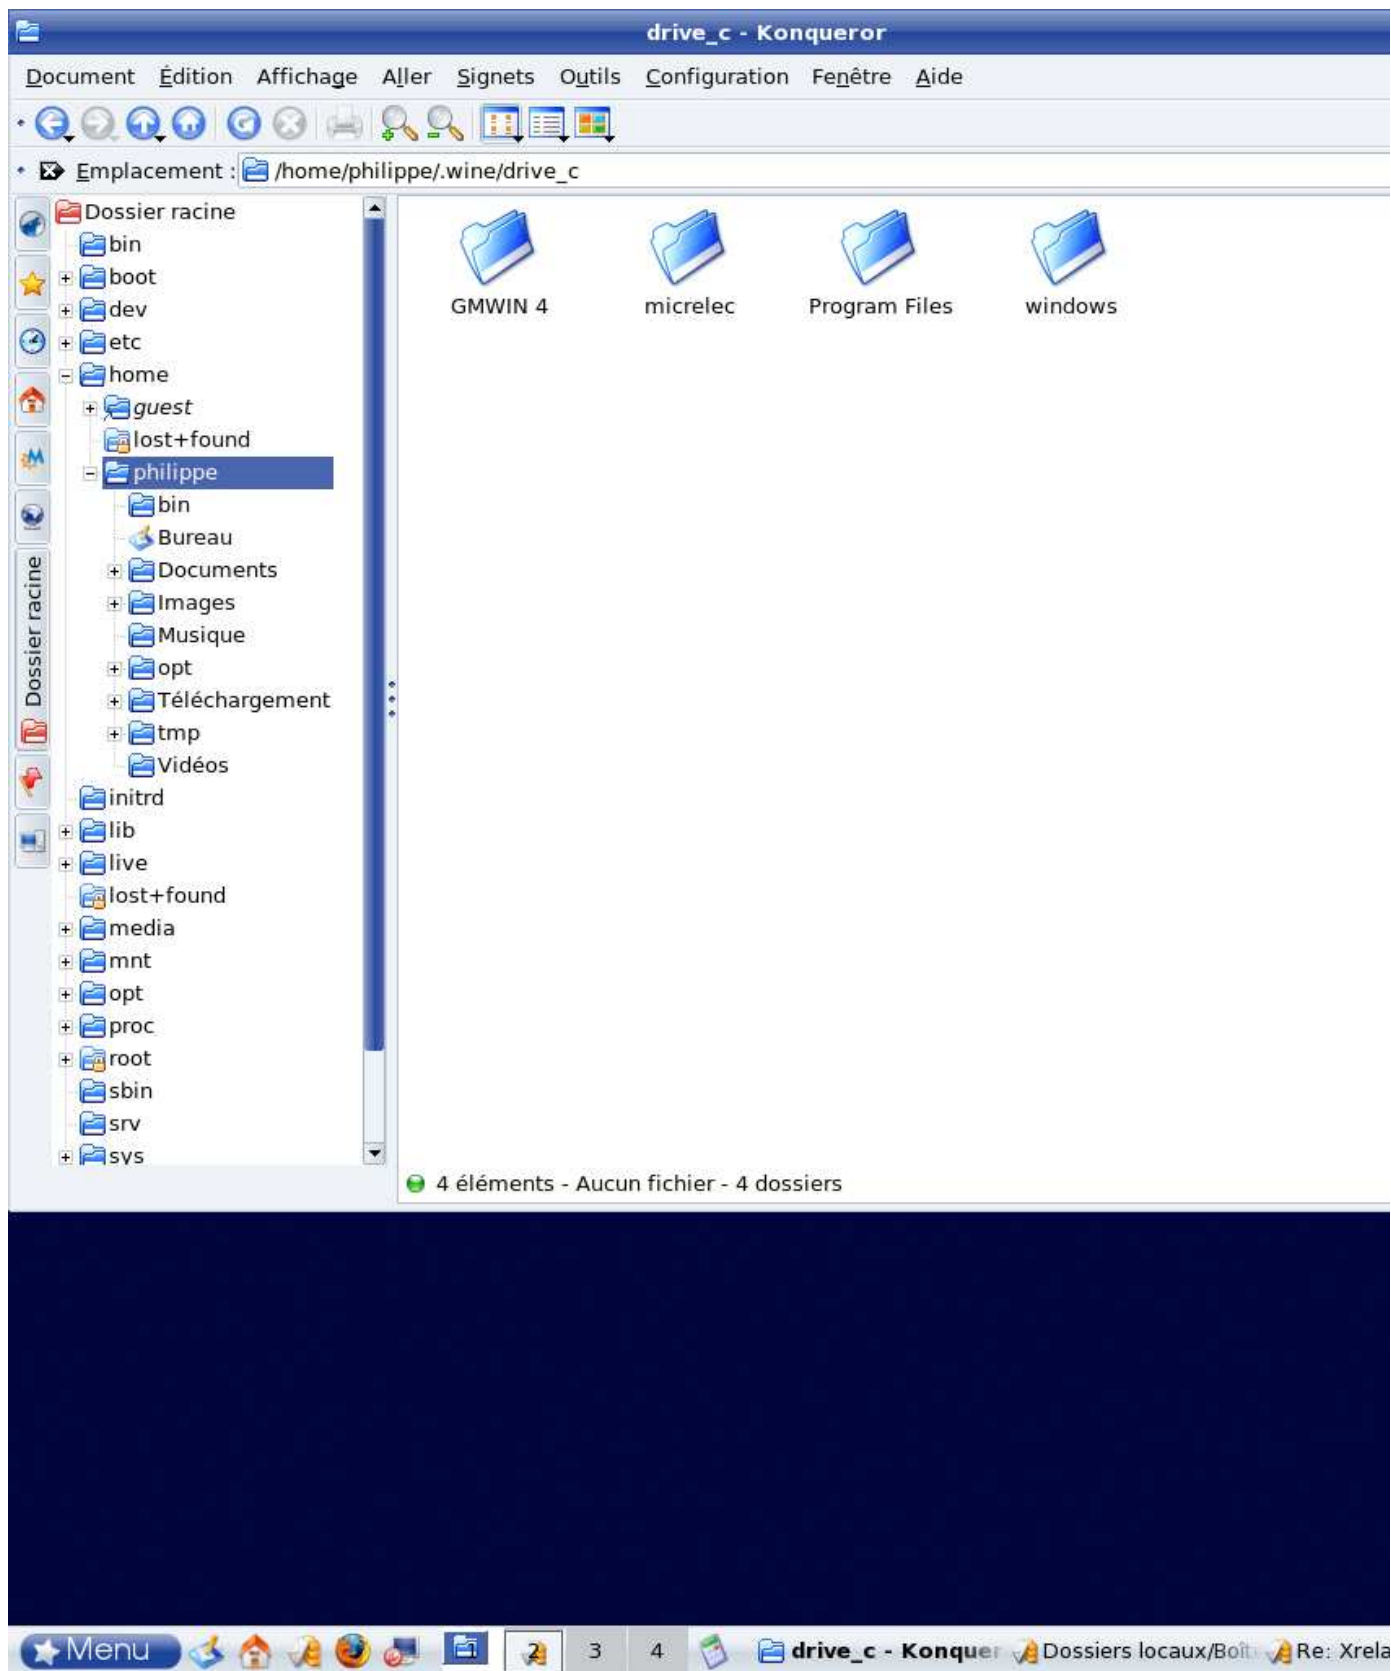 drive_c - Konqueror
Document Édition Affichage Aller Signets Outils Configuration Fenêtre Aide
Emplacement : /home/philippe/.wine/drive_c
Dossier racine
Dossier racine
bin
boot
dev
etc
home
guest
lost+found
philippe
bin
Bureau
Documents
Images
Musique
opt
Téléchargement
tmp
Vidéos
initrd
lib
live
lost+found
media
mnt
opt
proc
root
sbin
srv
sys
GMWIN 4 micrelec Program Files windows
4 éléments - Aucun fichier - 4 dossiers
Menu 1 2 3 4 drive_c - Konquer Dossiers locaux/Boît Re: Xrela